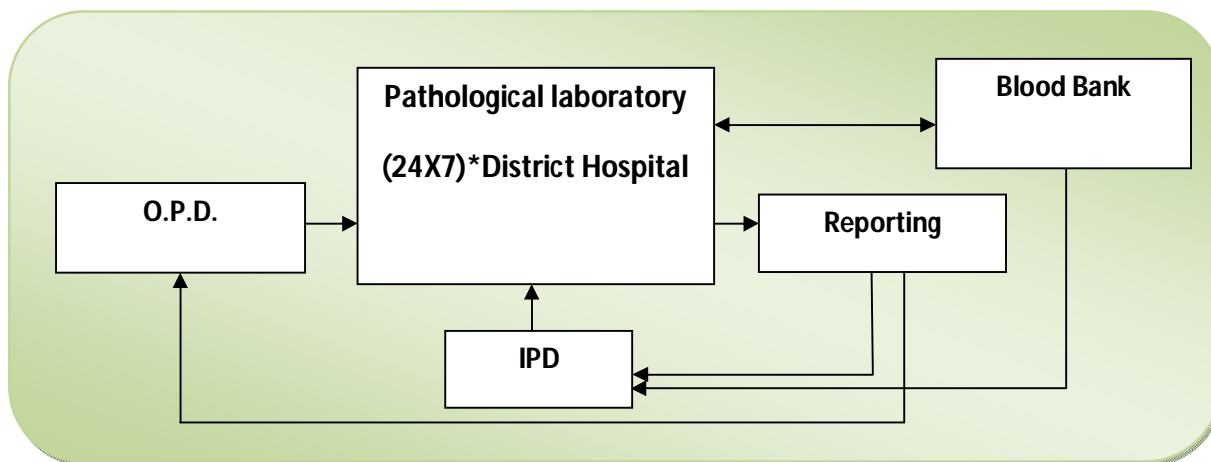 Pathological laboratory
(24X7)*District Hospital
Blood Bank
O.P.D.
Reporting
IPD